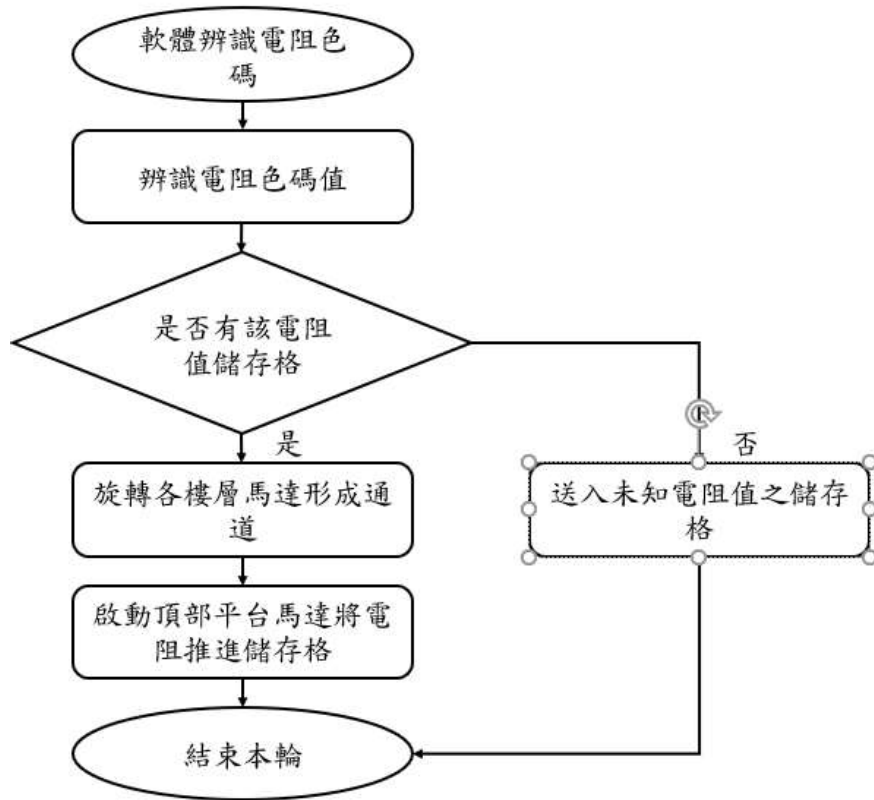 軟體辨識電阻色
碼
辨識電阻色碼值
是否有該電阻
值儲存格
是
否
旋轉各樓層馬達形成通
道
送入未知電阻值之儲存
格
啟動頂部平台馬達將電
阻推進儲存格
結束本輪